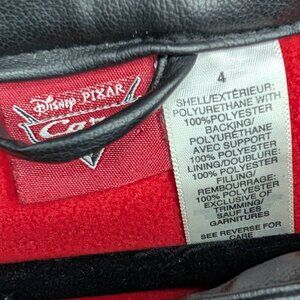 Disney PIXAR
Cars
4
SHELL/EXTÉRIEUR:
POLYURETHANE WITH
100% POLYESTER
BACKING/
POLYURETHANE
AVEC SUPPORT
100% POLYESTER
LINING/DOUBLURE:
100% POLYESTER
FILLING/
REMBOURRAGE:
100% POLYESTER
EXCLUSIVE OF
TRIMMING/
SAUF LES
GARNITURES
SEE REVERSE FOR
CARE